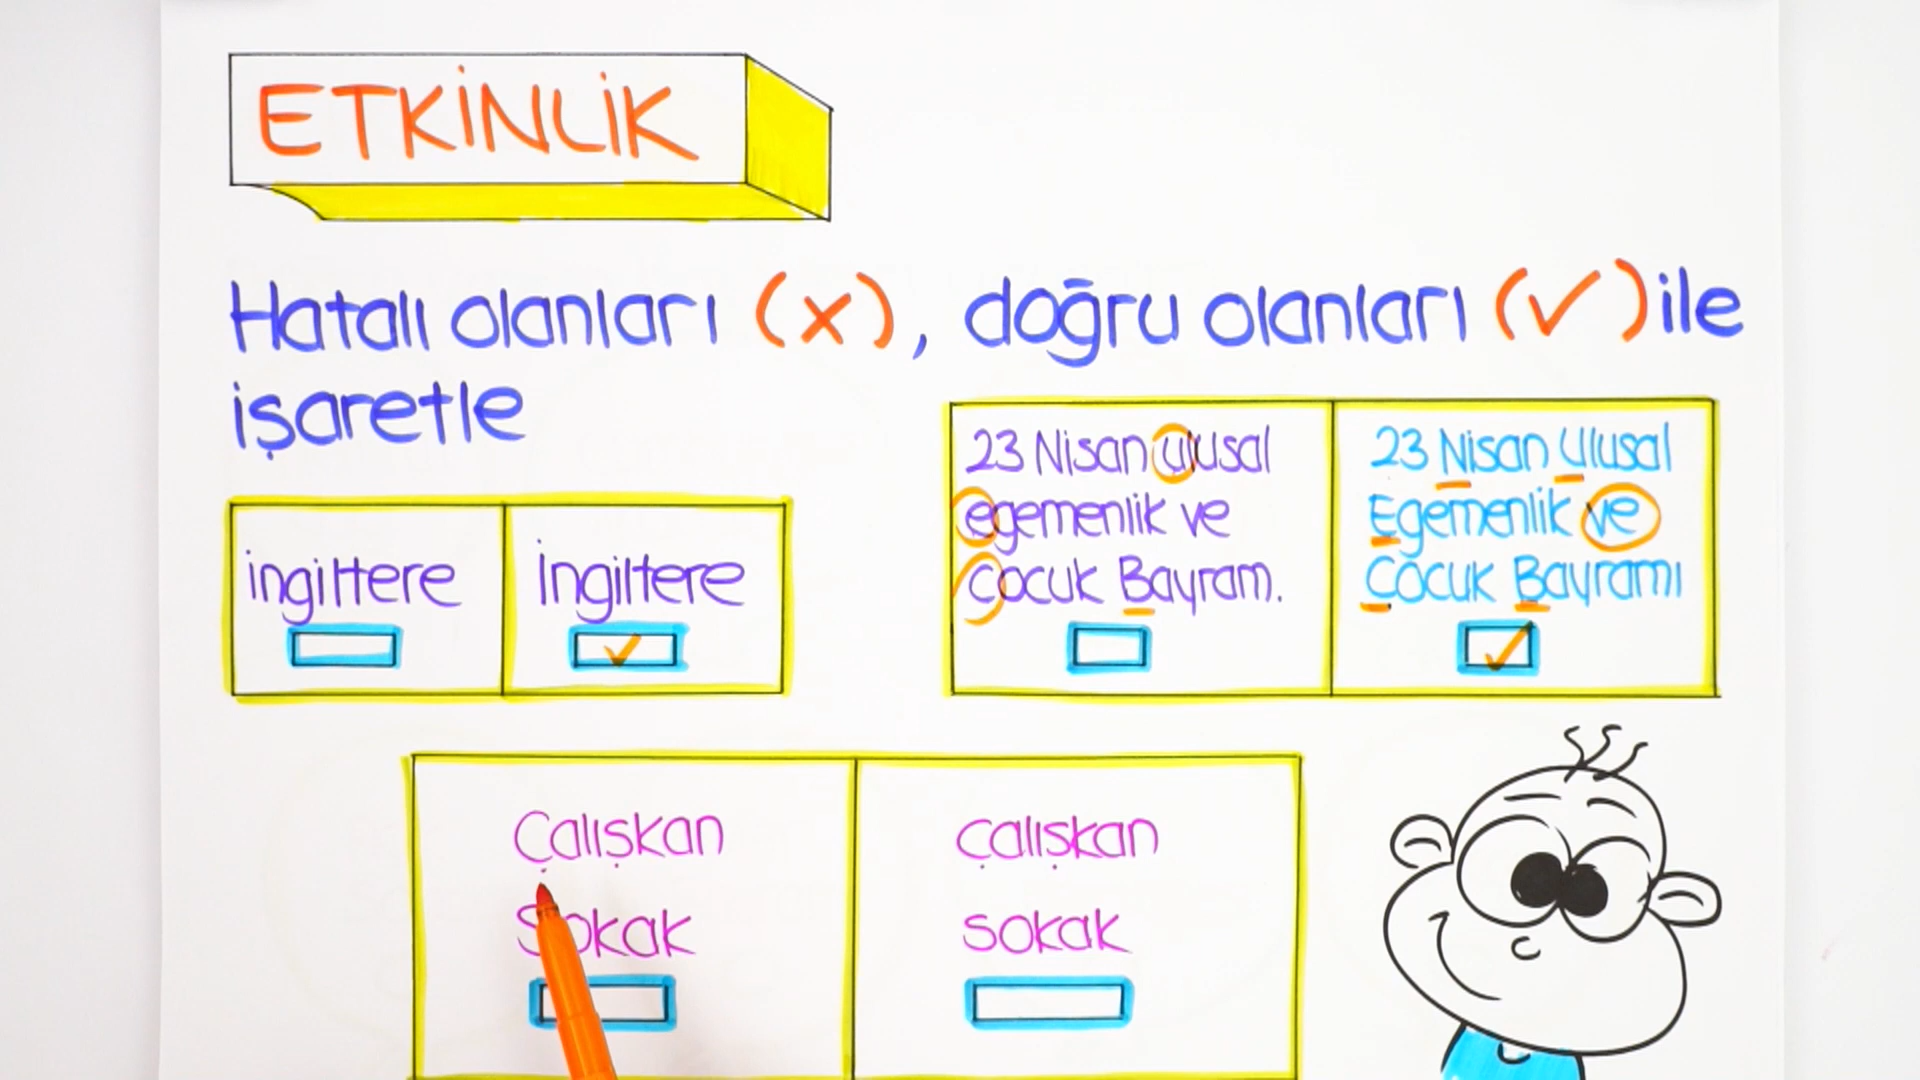 ETKİNLİK
Hatalı olanları (x), doğru olanları (✓) ile
işaretle
ingiltere
İngiltere
✓
23 Nisan ulusal
egemenlik ve
çocuk Bayram.
23 Nisan Ulusal
Egemenlik ve
Çocuk Bayramı
✓
Çalışkan
Sokak
çalışkan
sokak